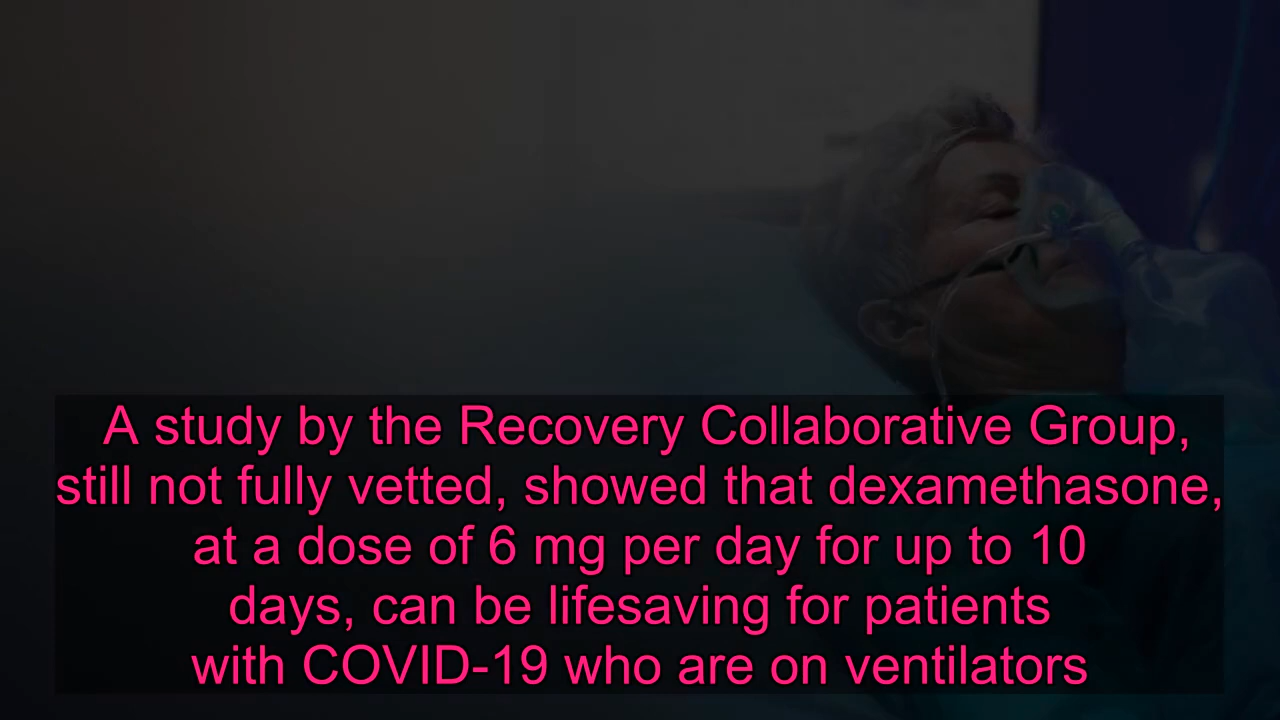 A study by the Recovery Collaborative Group,
still not fully vetted, showed that dexamethasone,
at a dose of 6 mg per day for up to 10
days, can be lifesaving for patients
with COVID-19 who are on ventilators